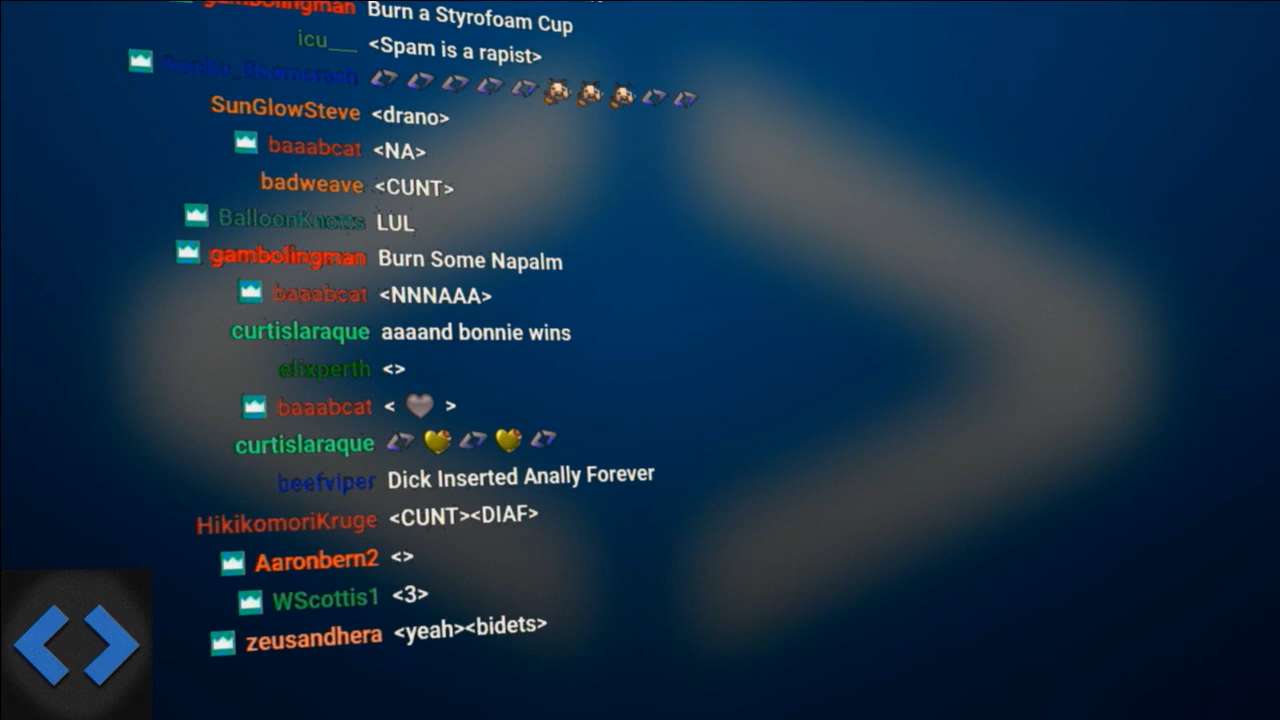 gambolingman Burn a Styrofoam Cup
icu___ <Spam is a rapist>
SunGlowSteve <drano>
baaabcat <NA>
badweave <CUNT>
BalloonKnotts LUL
gambolingman Burn Some Napalm
baaabcat <NNNAAA>
curtislaraque aaaand bonnie wins
elixperth <>
baaabcat < >
curtislaraque
beefviper Dick Inserted Anally Forever
HikikomoriKruge <CUNT><DIAF>
Aaronbern2 <>
WScottis1 <3>
zeusandhera <yeah><bidets>